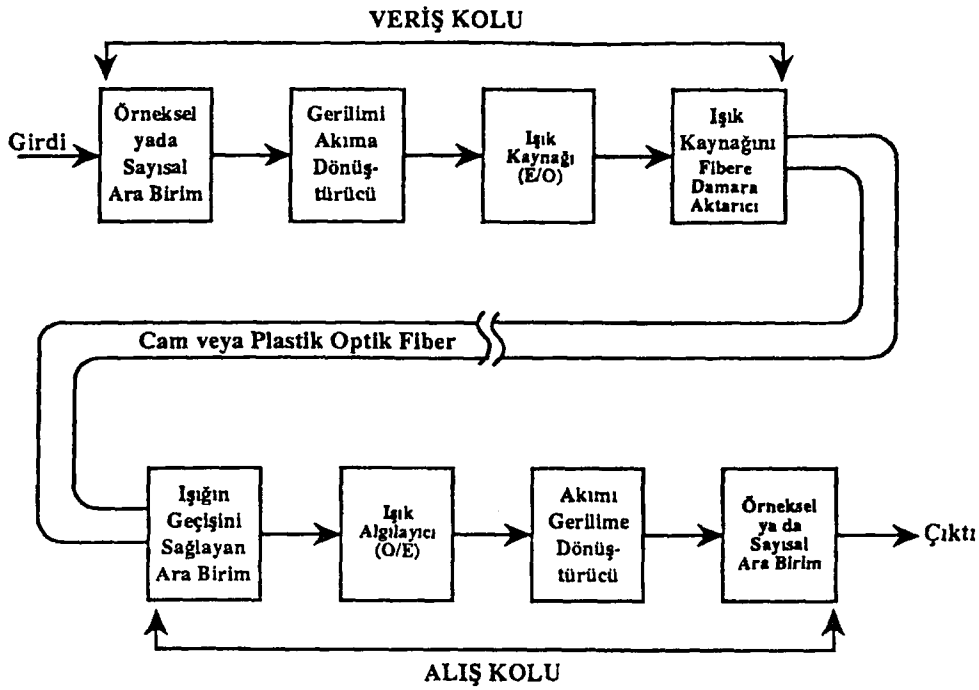 VERİŞ KOLU
Girdi
Örneksel
yada
Sayısal
Ara Birim
Gerilimi
Akıma
Dönüş-
türücü
Işık
Kaynağı
(E/O)
Işık
Kaynağını
Fibere
Damara
Aktarıcı
Cam veya Plastik Optik Fiber
Işığın
Geçişini
Sağlayan
Ara Birim
Işık
Algılayıcı
(O/E)
Akımı
Gerilime
Dönüş-
türücü
Örneksel
ya da
Sayısal
Ara Birim
Çıktı
ALIŞ KOLU